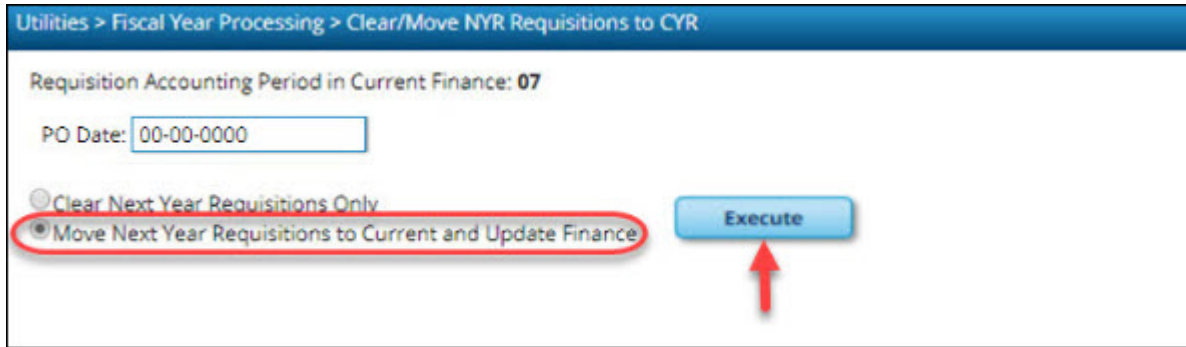 Utilities > Fiscal Year Processing > Clear/Move NYR Requisitions to CYR
Requisition Accounting Period in Current Finance: 07
PO Date: 00-00-0000
Clear Next Year Requisitions Only
Move Next Year Requisitions to Current and Update Finance
Execute